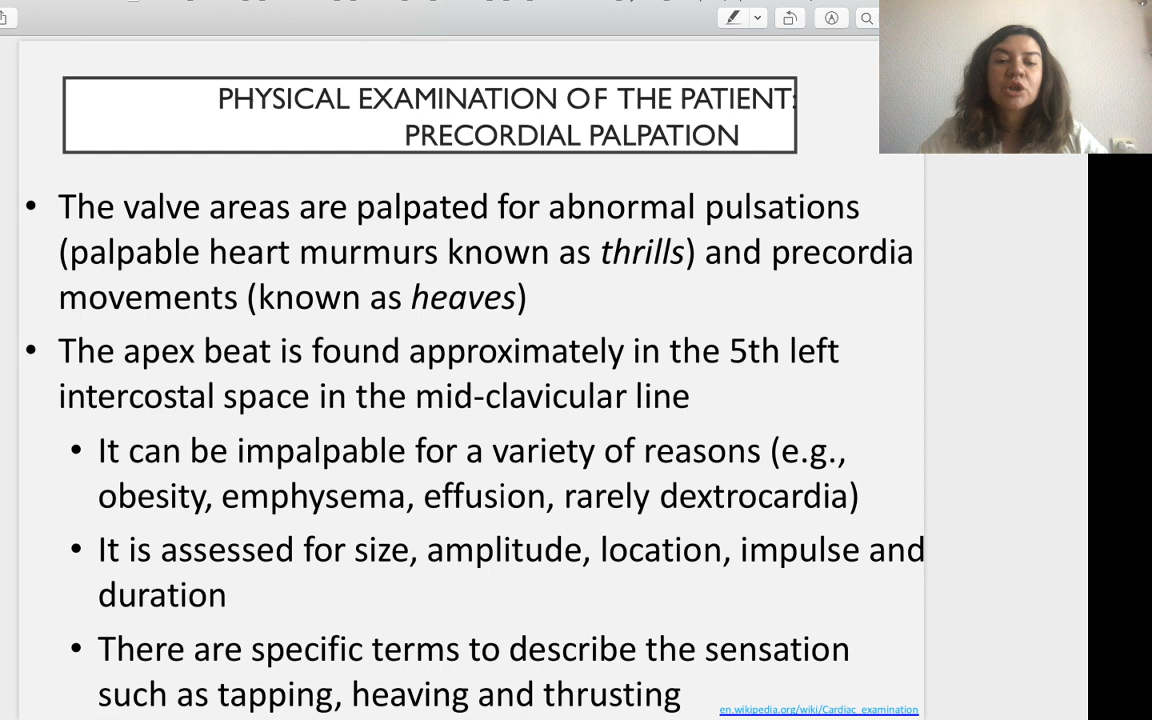 PHYSICAL EXAMINATION OF THE PATIENT:
PRECORDIAL PALPATION
• The valve areas are palpated for abnormal pulsations
(palpable heart murmurs known as thrills) and precordia
movements (known as heaves)
• The apex beat is found approximately in the 5th left
intercostal space in the mid-clavicular line
• It can be impalpable for a variety of reasons (e.g.,
obesity, emphysema, effusion, rarely dextrocardia)
• It is assessed for size, amplitude, location, impulse and
duration
• There are specific terms to describe the sensation
such as tapping, heaving and thrusting
en.wikipedia.org/wiki/Cardiac_examination